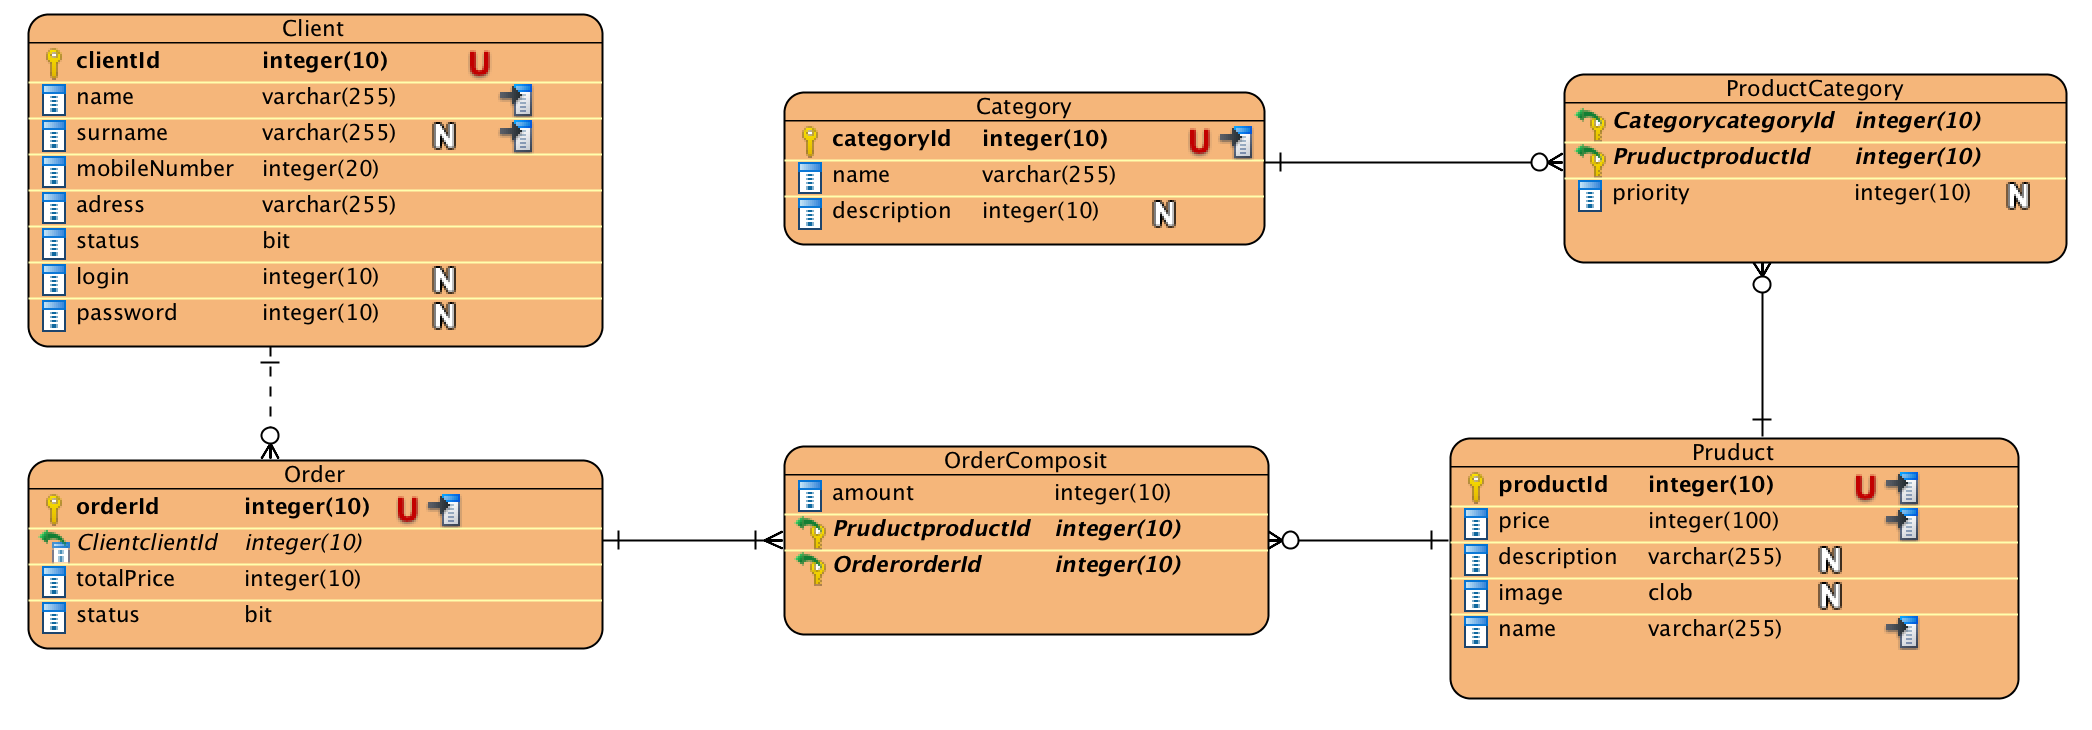 Client
clientId integer(10) U
name varchar(255)
surname varchar(255) N
mobileNumber integer(20)
adress varchar(255)
status bit
login integer(10) N
password integer(10) N
Category
categoryId integer(10) U
name varchar(255)
description integer(10) N
ProductCategory
CategorycategoryId integer(10)
PruductproductId integer(10)
priority integer(10) N
Order
orderId integer(10) U
ClientclientId integer(10)
totalPrice integer(10)
status bit
OrderComposit
amount integer(10)
PruductproductId integer(10)
OrderorderId integer(10)
Pruduct
productId integer(10) U
price integer(100)
description varchar(255) N
image clob N
name varchar(255)